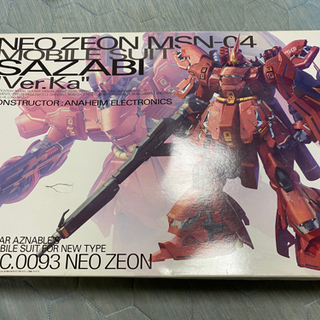 NEO ZEON MSN-04
MOBILE SUIT
SAZABI
"Ver.Ka"
ONSTRUCTOR: ANAHEIM ELECTRONICS
AR AZNABLE'S
BILE SUIT FOR NEW TYPE
C.0093 NEO ZEON